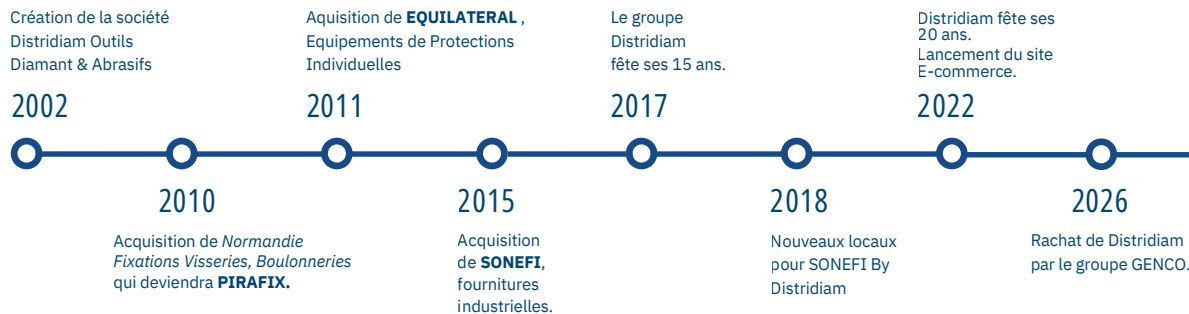 Création de la société
Distridiam Outils
Diamant & Abrasifs
2002
2010
Acquisition de Normandie
Fixations Visseries, Boulonneries
qui deviendra PIRAFIX.
Aquisition de EQUILATERAL ,
Equipements de Protections
Individuelles
2011
2015
Acquisition
de SONEFI,
fournitures
industrielles.
Le groupe
Distridiam
fête ses 15 ans.
2017
2018
Nouveaux locaux
pour SONEFI By
Distridiam
Distridiam fête ses
20 ans.
Lancement du site
E-commerce.
2022
2026
Rachat de Distridiam
par le groupe GENCO.